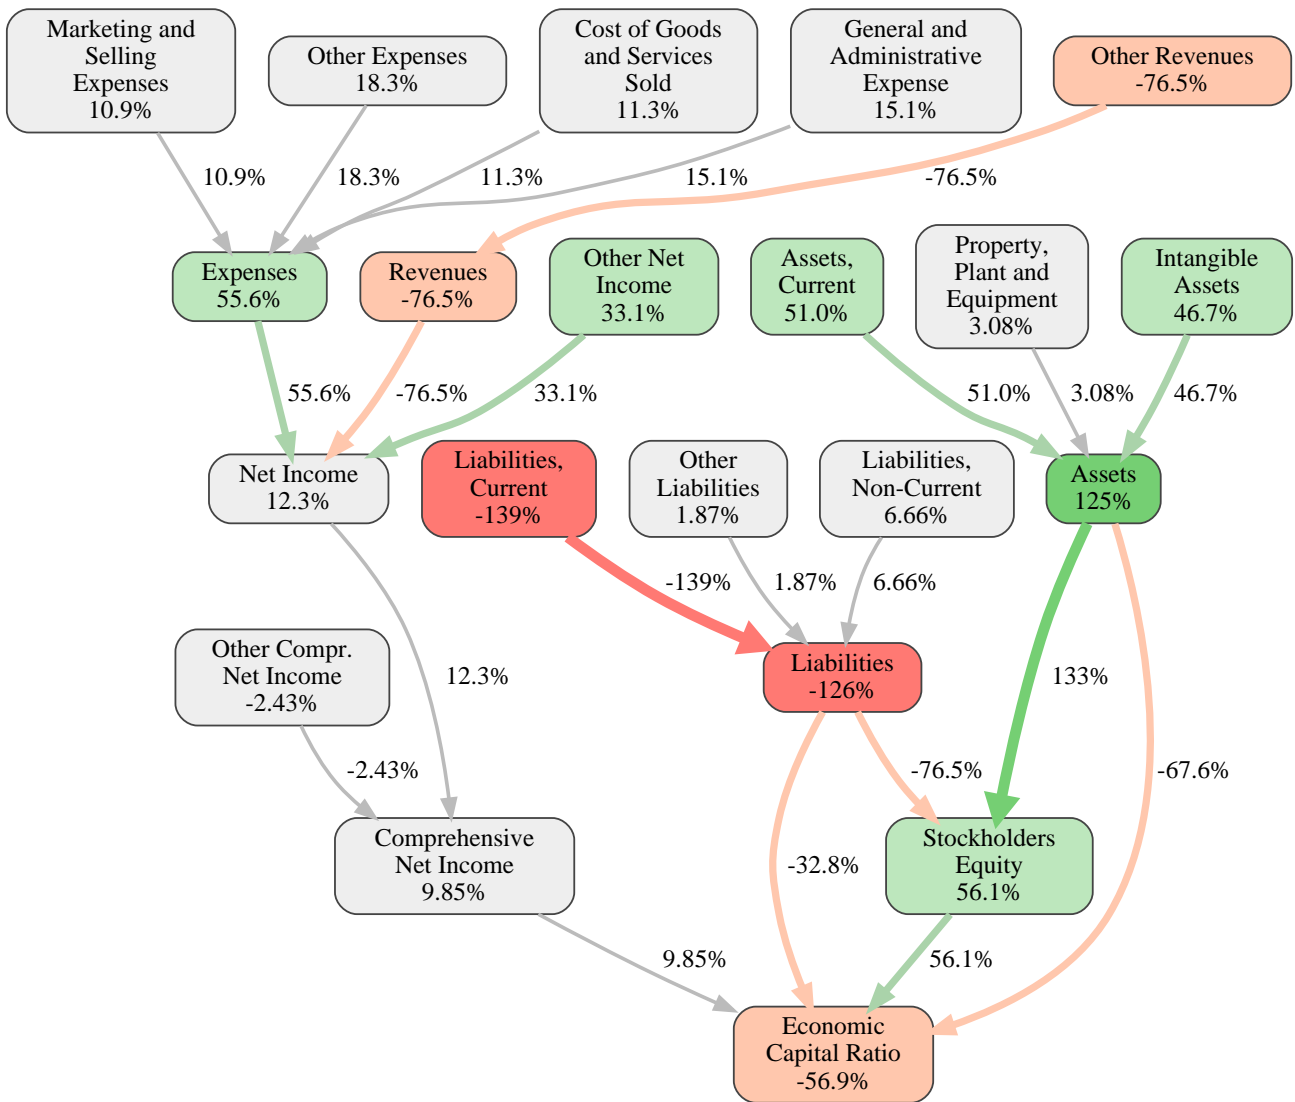 Marketing and
Selling
Expenses
10.9%
Other Expenses
18.3%
Cost of Goods
and Services
Sold
11.3%
General and
Administrative
Expense
15.1%
Other Revenues
-76.5%
10.9%
18.3%
11.3%
15.1%
-76.5%
Expenses
55.6%
Revenues
-76.5%
Other Net
Income
33.1%
Assets,
Current
51.0%
Property,
Plant and
Equipment
3.08%
Intangible
Assets
46.7%
55.6%
-76.5%
33.1%
51.0%
3.08%
46.7%
Net Income
12.3%
Liabilities,
Current
-139%
Other
Liabilities
1.87%
Liabilities,
Non-Current
6.66%
Assets
125%
-139%
1.87%
6.66%
Other Compr.
Net Income
-2.43%
12.3%
Liabilities
-126%
133%
-2.43%
-76.5%
-67.6%
Comprehensive
Net Income
9.85%
-32.8%
Stockholders
Equity
56.1%
9.85%
56.1%
Economic
Capital Ratio
-56.9%